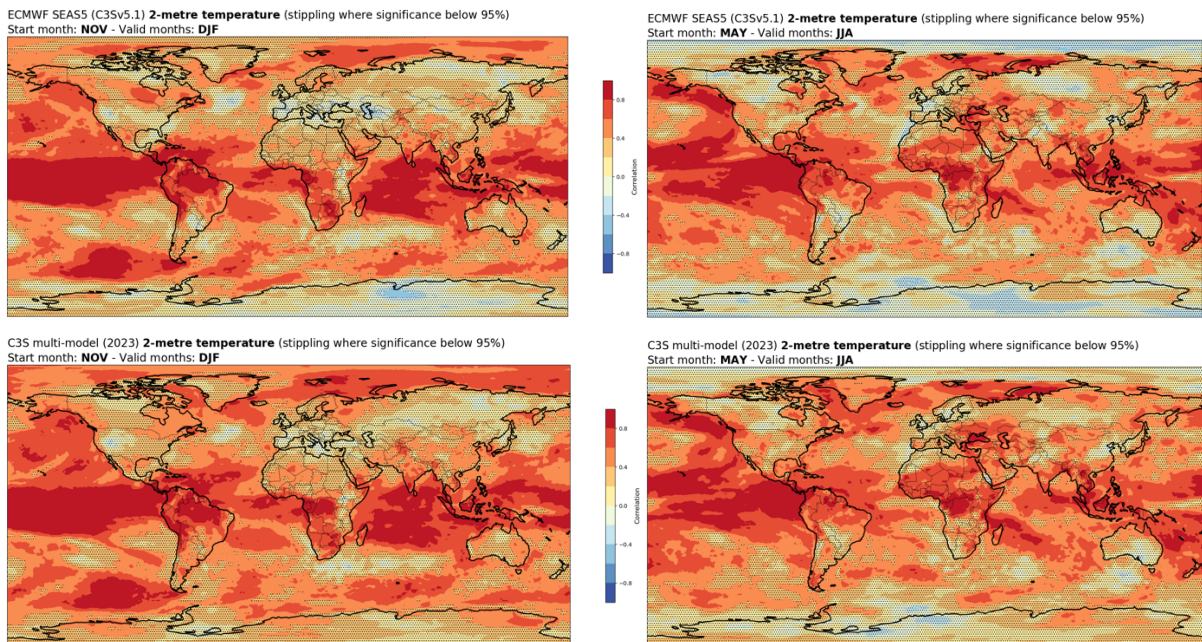 ECMWF SEAS5 (C3Sv5.1) 2-metre temperature (stippling where significance below 95%)
Start month: NOV - Valid months: DJF
ECMWF SEAS5 (C3Sv5.1) 2-metre temperature (stippling where significance below 95%)
Start month: MAY - Valid months: JJA
0.8
0.4
0.0
−0.4
−0.8
Correlation
C3S multi-model (2023) 2-metre temperature (stippling where significance below 95%)
Start month: NOV - Valid months: DJF
C3S multi-model (2023) 2-metre temperature (stippling where significance below 95%)
Start month: MAY - Valid months: JJA
0.8
0.4
0.0
−0.4
−0.8
Correlation